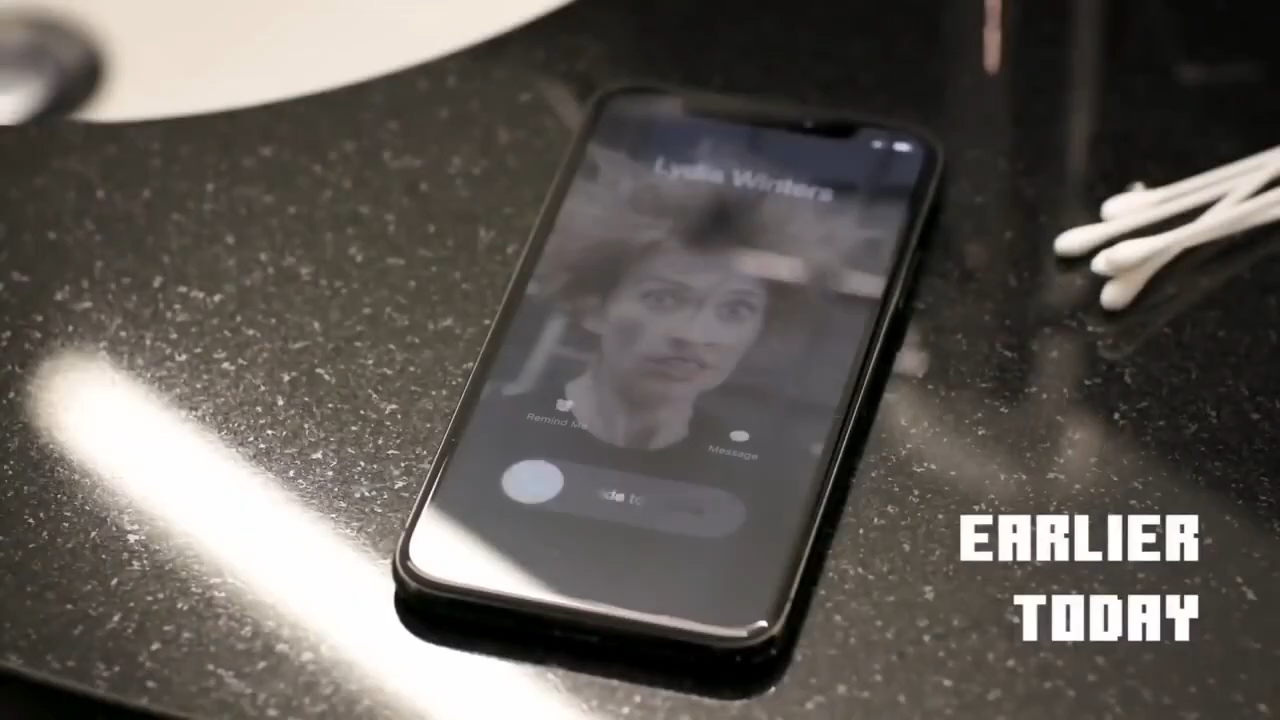 Lydia Winters
Remind Me
Message
EARLIER
TODAY